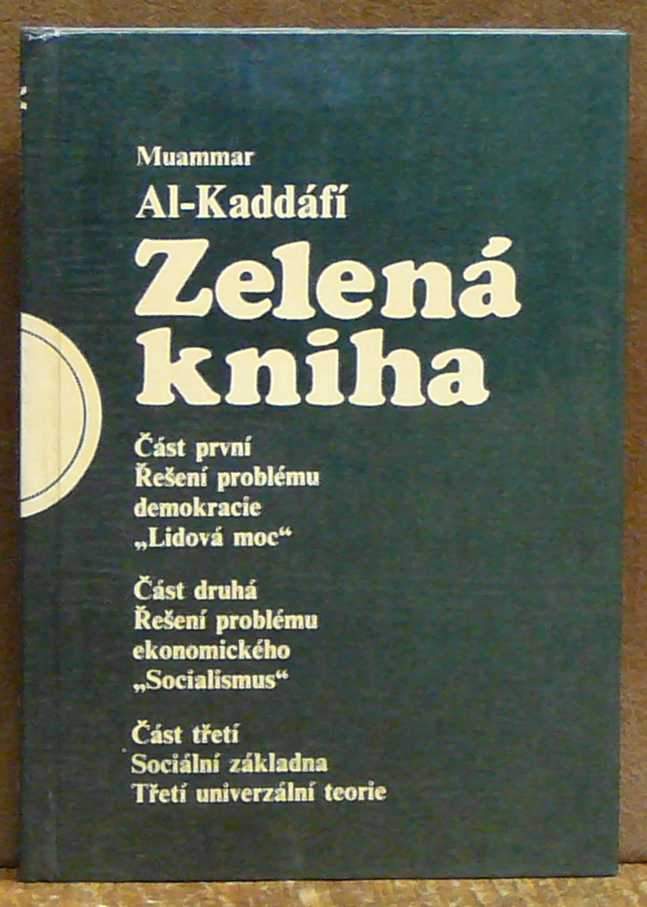 Muammar
Al-Kaddáfí
Zelená
kniha
Část první
Řešení problému
demokracie
„Lidová moc“
Část druhá
Řešení problému
ekonomického
„Socialismus“
Část třetí
Sociální základna
Třetí univerzální teorie